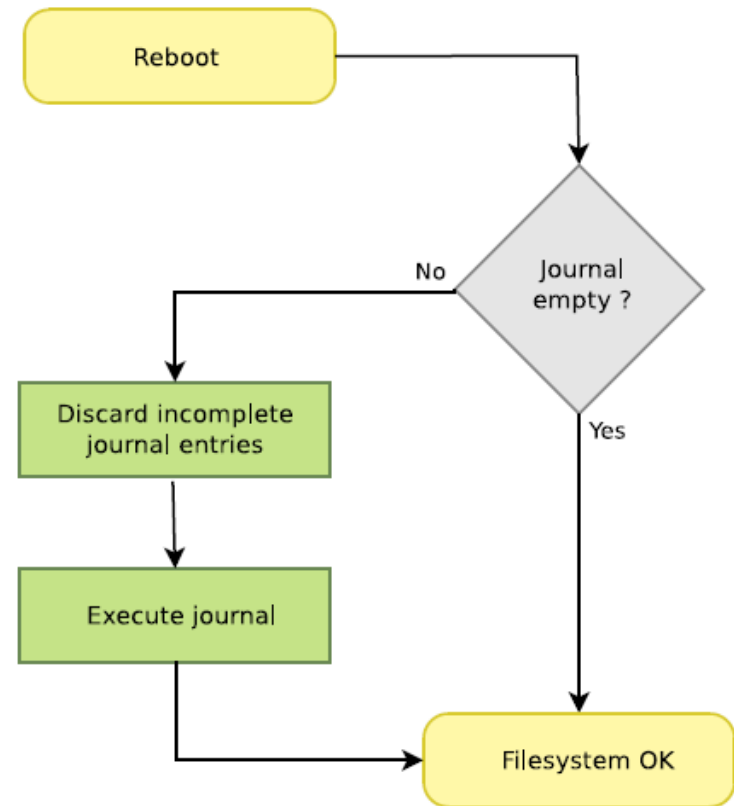 Reboot
Journal
empty ?
No
Yes
Discard incomplete
journal entries
Execute journal
Filesystem OK